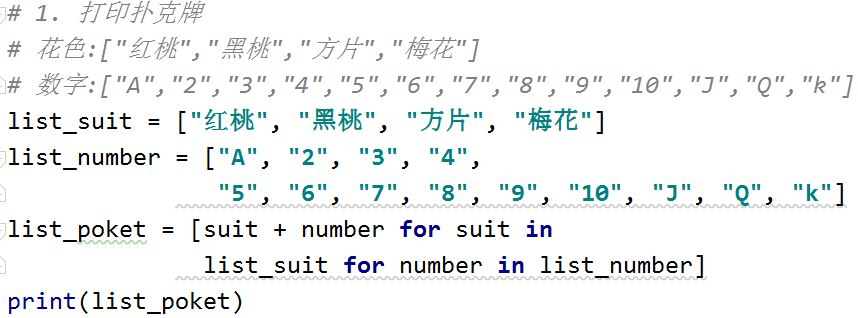 # 1. 打印扑克牌
# 花色:["红桃","黑桃","方片","梅花"]
# 数字:["A","2","3","4","5","6","7","8","9","10","J","Q","k"]
list_suit = ["红桃", "黑桃", "方片", "梅花"]
list_number = ["A", "2", "3", "4",
               "5", "6", "7", "8", "9", "10", "J", "Q", "k"]
list_poket = [suit + number for suit in
              list_suit for number in list_number]
print(list_poket)